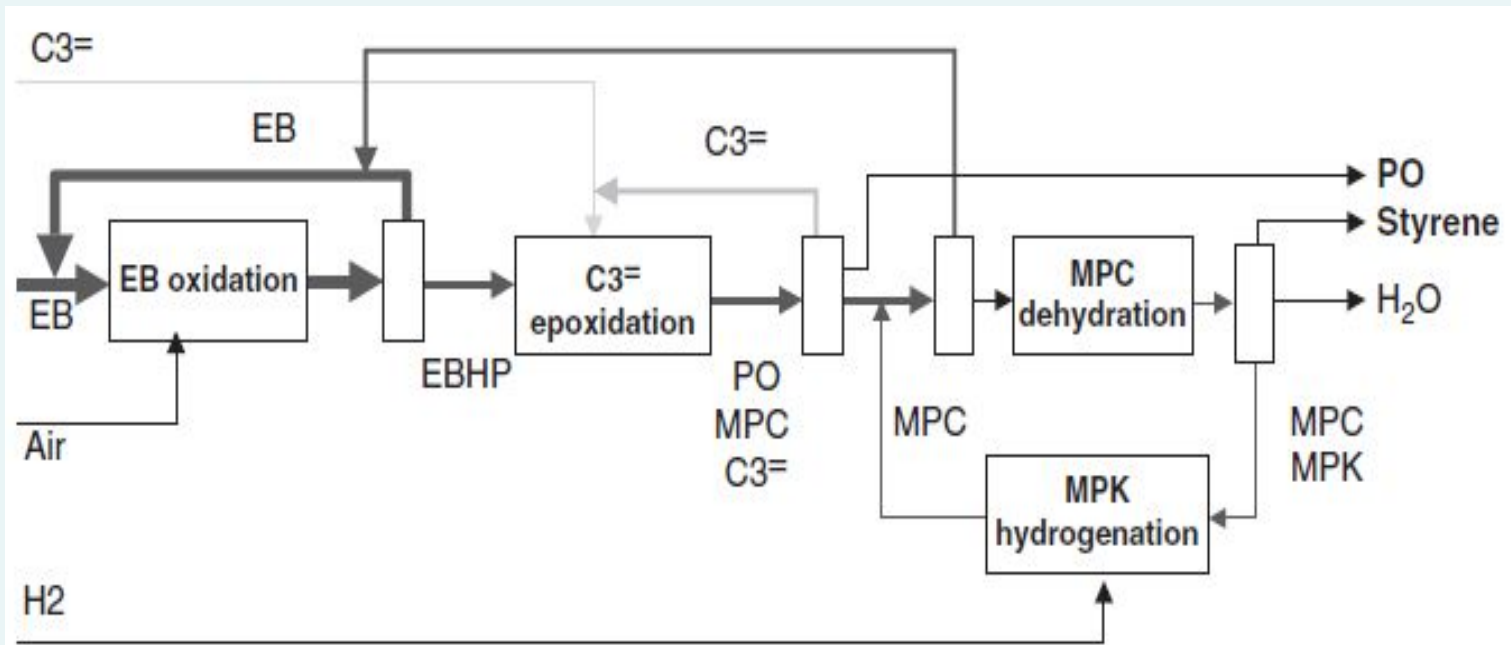 C3=
EB
C3=
PO
Styrene
EB oxidation
C3=
epoxidation
MPC
dehydration
H₂O
EB
EBHP
PO
MPC
C3=
MPC
MPC
MPK
Air
MPK
hydrogenation
H2